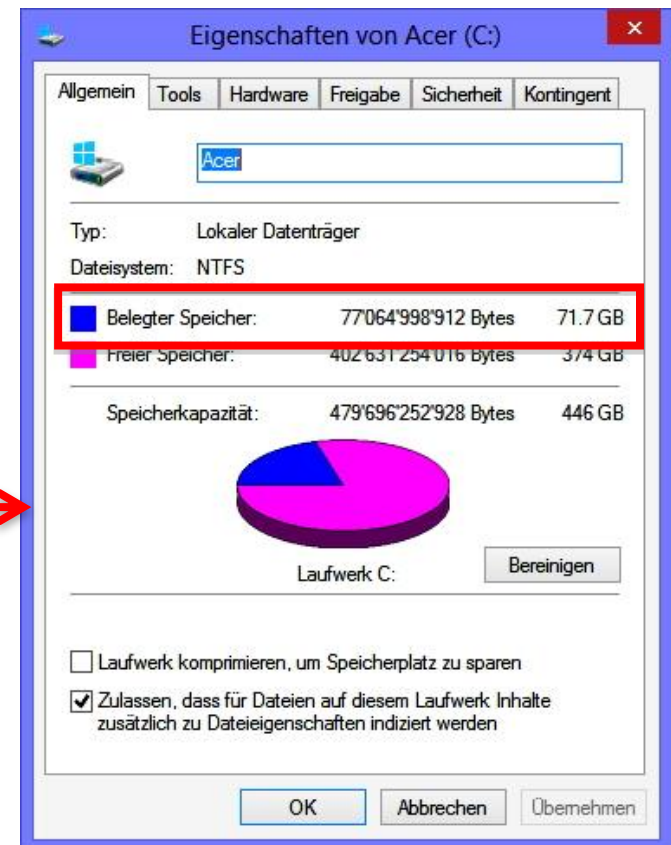 Eigenschaften von Acer (C:)
Allgemein Tools Hardware Freigabe Sicherheit Kontingent
Acer
Typ: Lokaler Datenträger
Dateisystem: NTFS
Belegter Speicher: 77'064'998'912 Bytes 71.7 GB
Freier Speicher: 402'631'254'016 Bytes 374 GB
Speicherkapazität: 479'696'252'928 Bytes 446 GB
Laufwerk C:
Bereinigen
Laufwerk komprimieren, um Speicherplatz zu sparen
Zulassen, dass für Dateien auf diesem Laufwerk Inhalte
zusätzlich zu Dateieigenschaften indiziert werden
OK Abbrechen Übernehmen